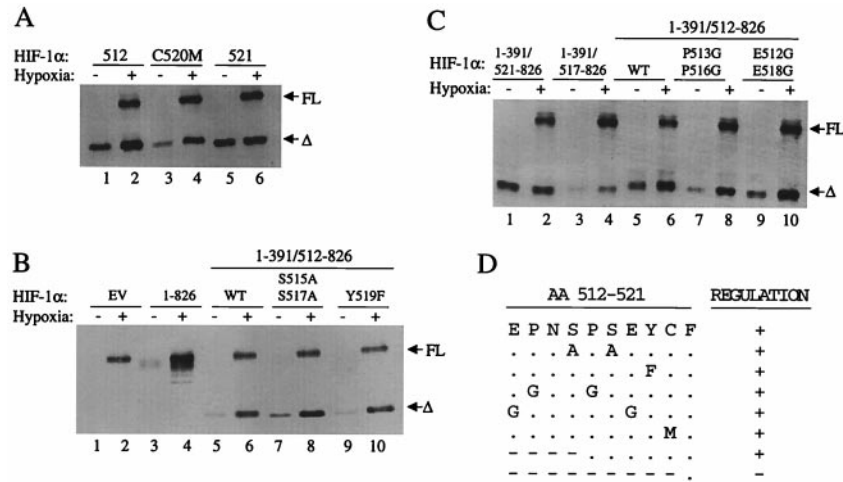 A
HIF-1α: 512 C520M 521
Hypoxia: - + - + - +
FL
Δ
1 2 3 4 5 6
B
1-391/512-826
S515A
HIF-1α: EV 1-826 WT S517A Y519F
Hypoxia: - + - + - + - + - +
FL
Δ
1 2 3 4 5 6 7 8 9 10
C
1-391/512-826
1-391/ 1-391/ P513G E512G
HIF-1α: 521-826 517-826 WT P516G E518G
Hypoxia: - + - + - + - + - +
FL
Δ
1 2 3 4 5 6 7 8 9 10
D
AA 512-521 REGULATION
E P N S P S E Y C F +
. . . A . A . . . . +
. . . . . . . F . . +
. G . . G . . . . . +
G . . . . . G . . . +
. . . . . . . . M . +
- - - - - . . . . . +
- - - - - - - - - . -